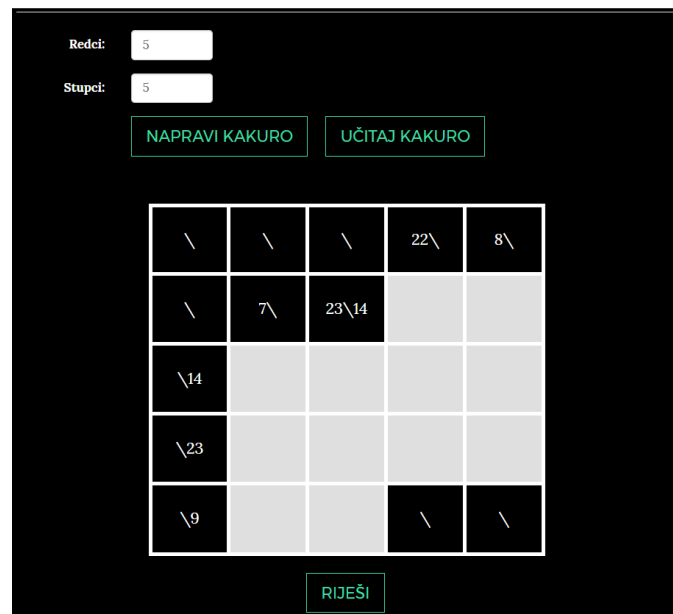 Redci: 5
Stupci: 5
NAPRAVI KAKURO UČITAJ KAKURO
\ \ \ 22\ 8\
\ 7\ 23\14
\14
\23
\9 \ \
RIJEŠI